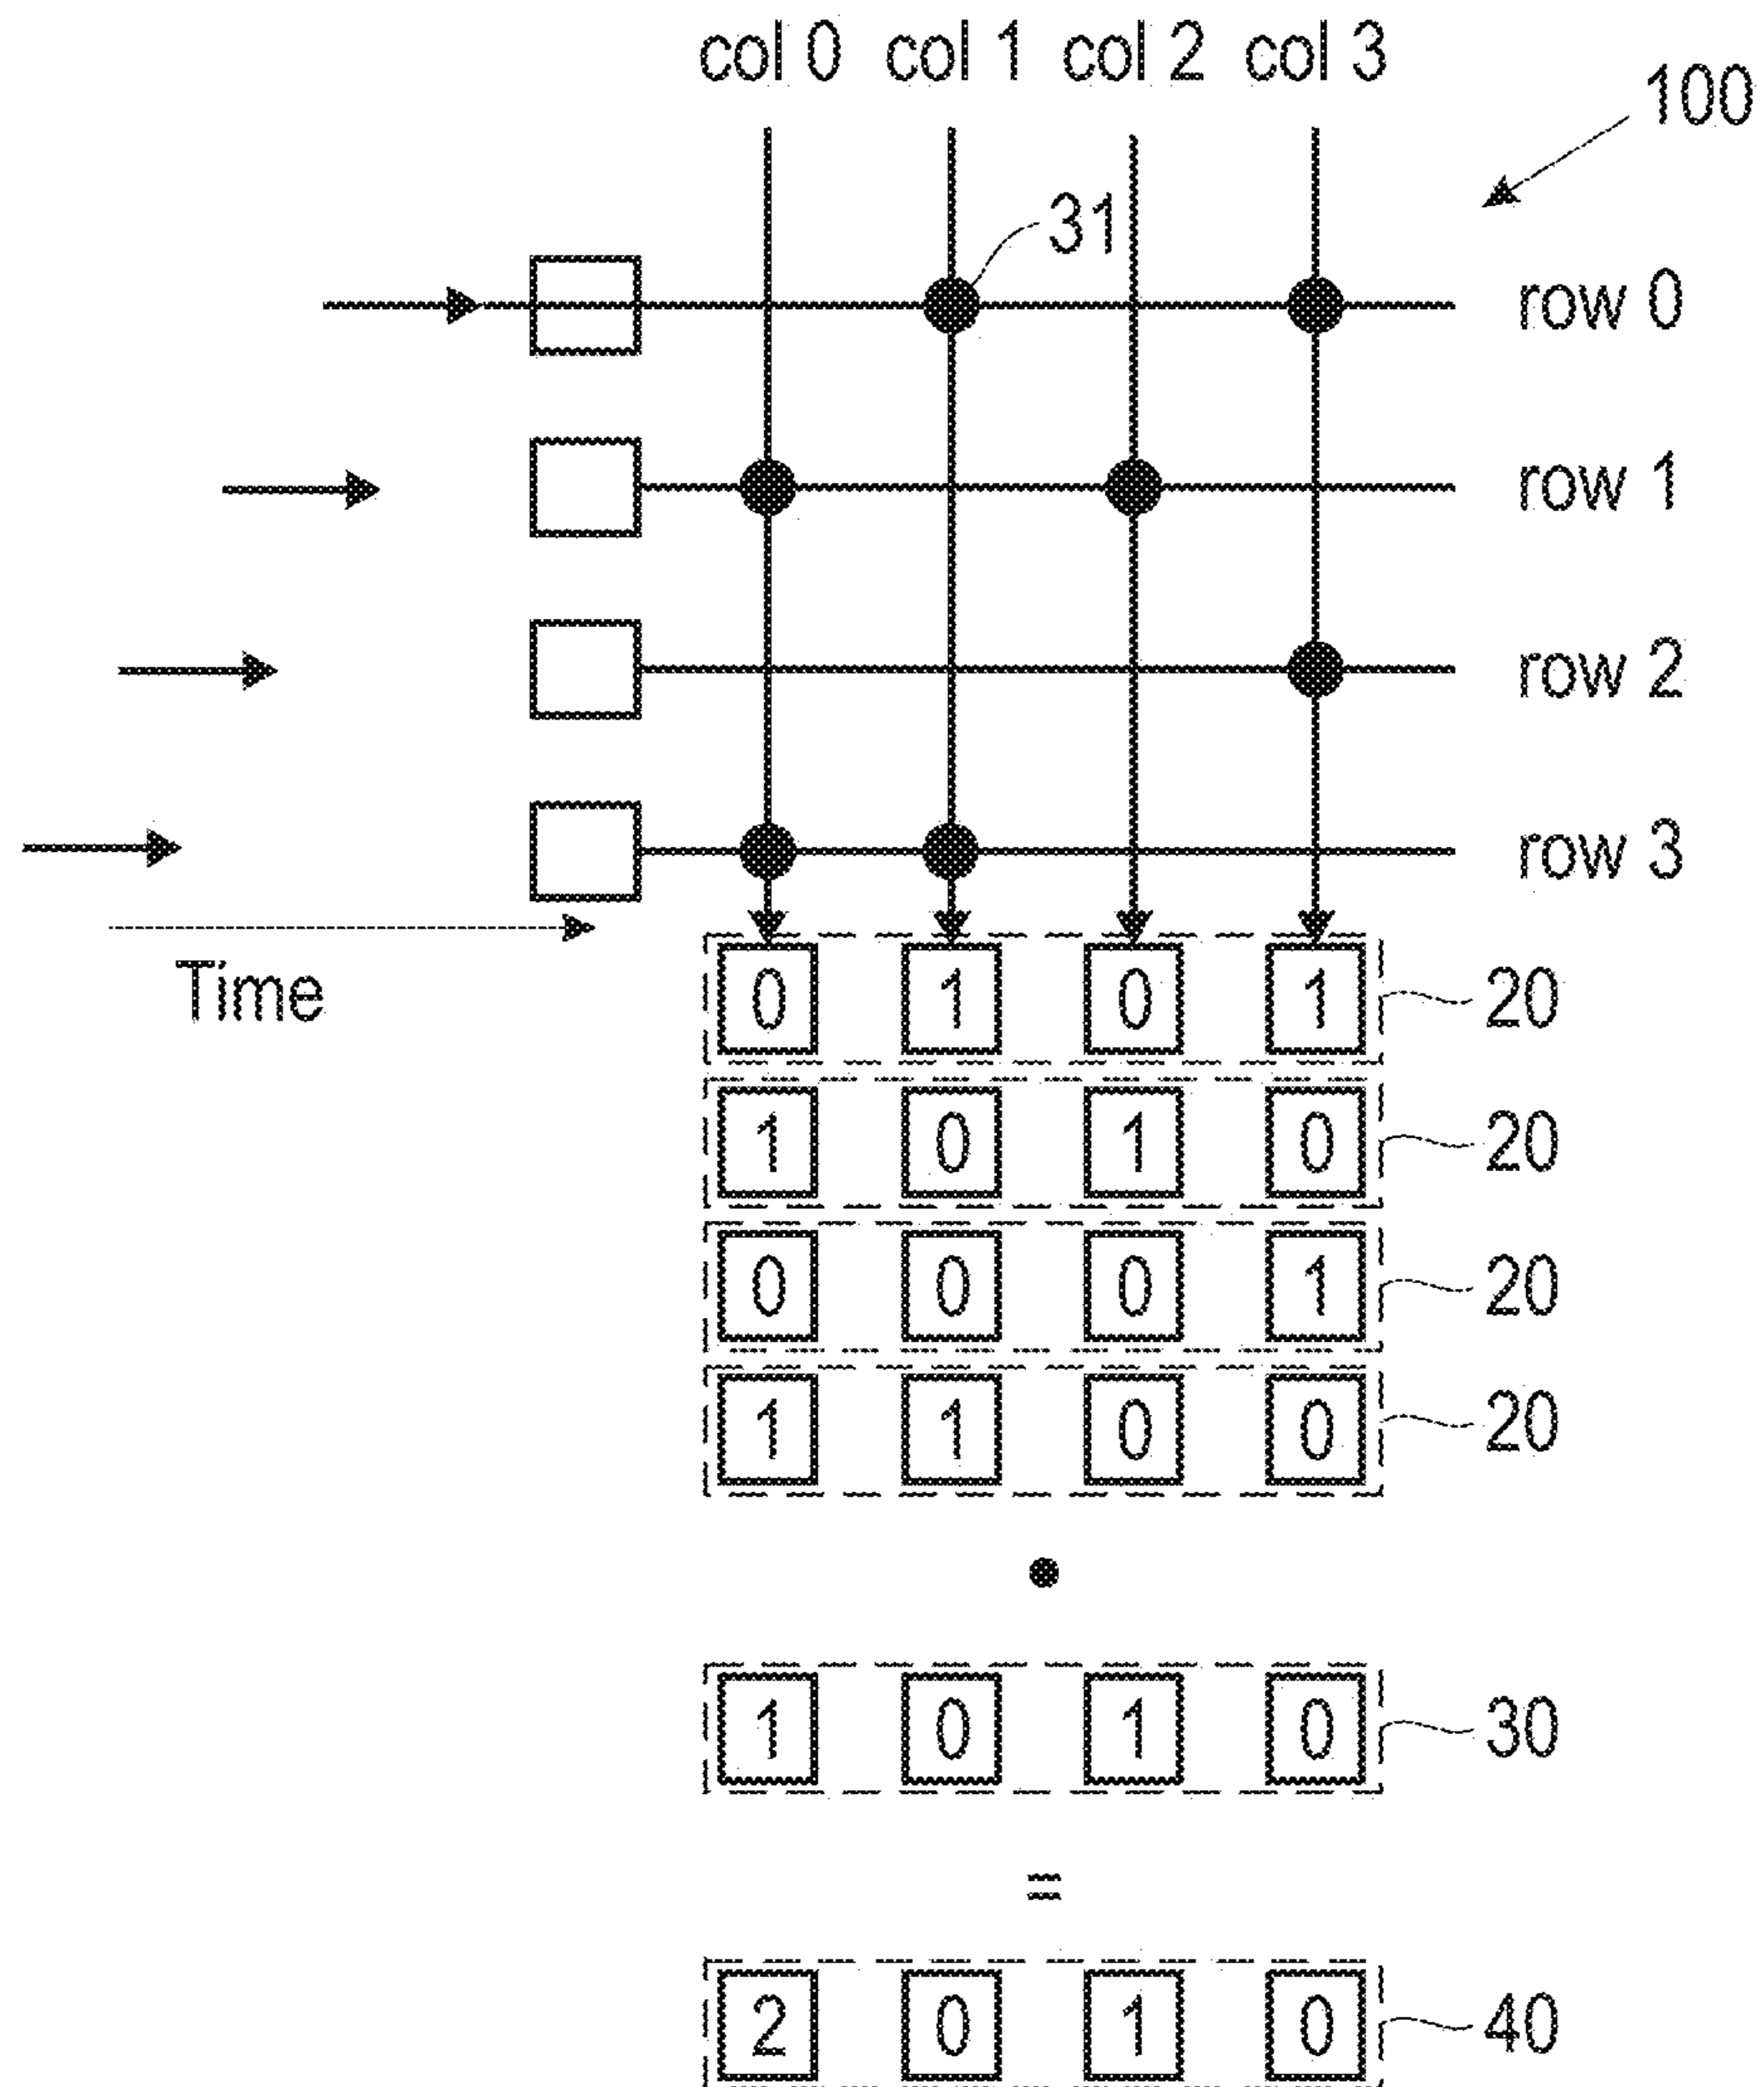 col 0 col 1 col 2 col 3
100
31
row 0
row 1
row 2
row 3
Time
0 1 0 1 20
1 0 1 0 20
0 0 0 1 20
1 1 0 0 20
•
1 0 1 0 30
=
2 0 1 0 40